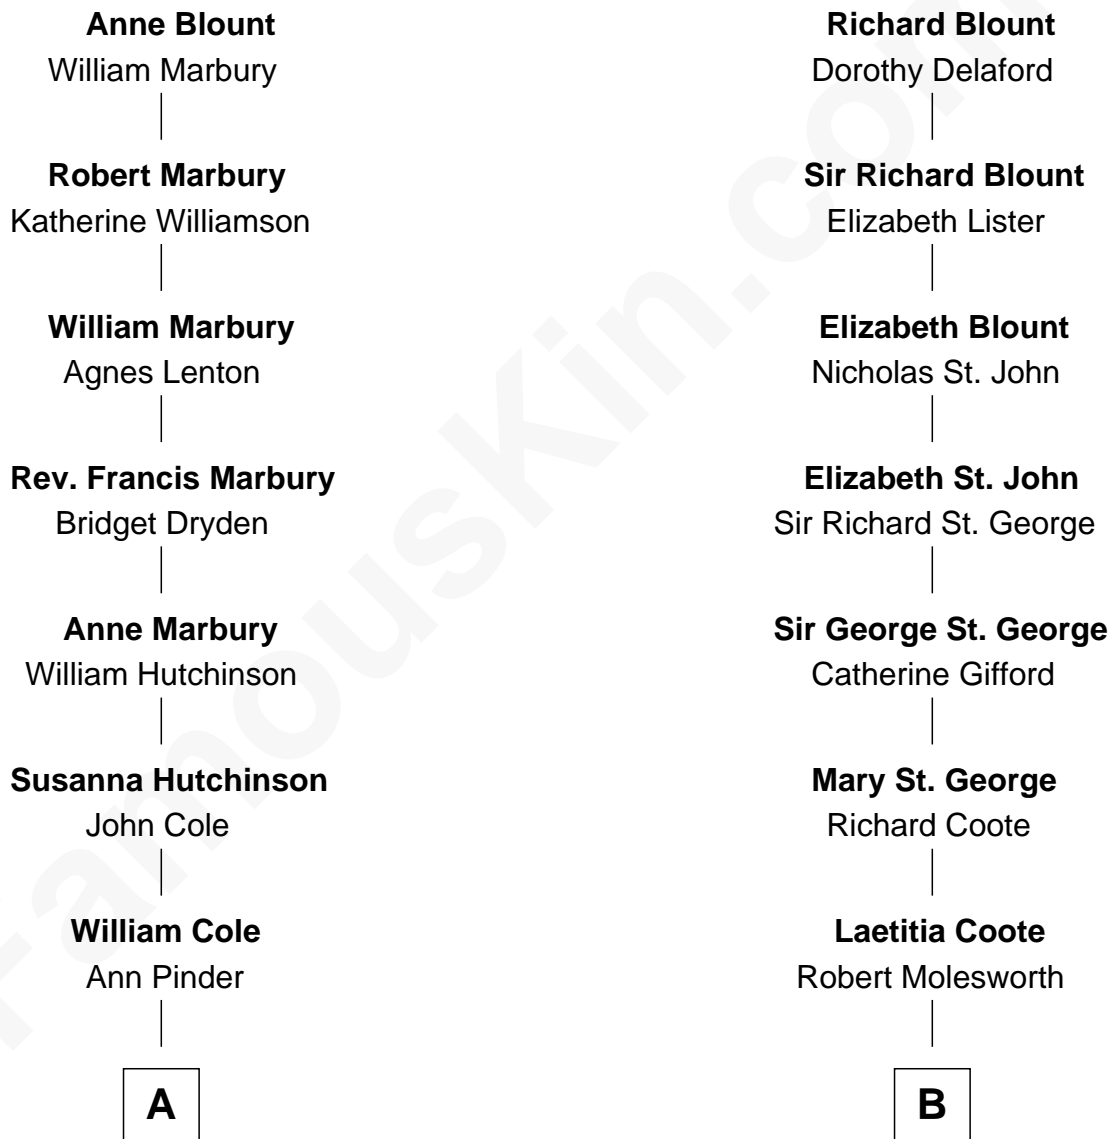 Anne Blount
William Marbury
Robert Marbury
Katherine Williamson
William Marbury
Agnes Lenton
Rev. Francis Marbury
Bridget Dryden
Anne Marbury
William Hutchinson
Susanna Hutchinson
John Cole
William Cole
Ann Pinder
A
Richard Blount
Dorothy Delaford
Sir Richard Blount
Elizabeth Lister
Elizabeth Blount
Nicholas St. John
Elizabeth St. John
Sir Richard St. George
Sir George St. George
Catherine Gifford
Mary St. George
Richard Coote
Laetitia Coote
Robert Molesworth
B
FamousKin.com